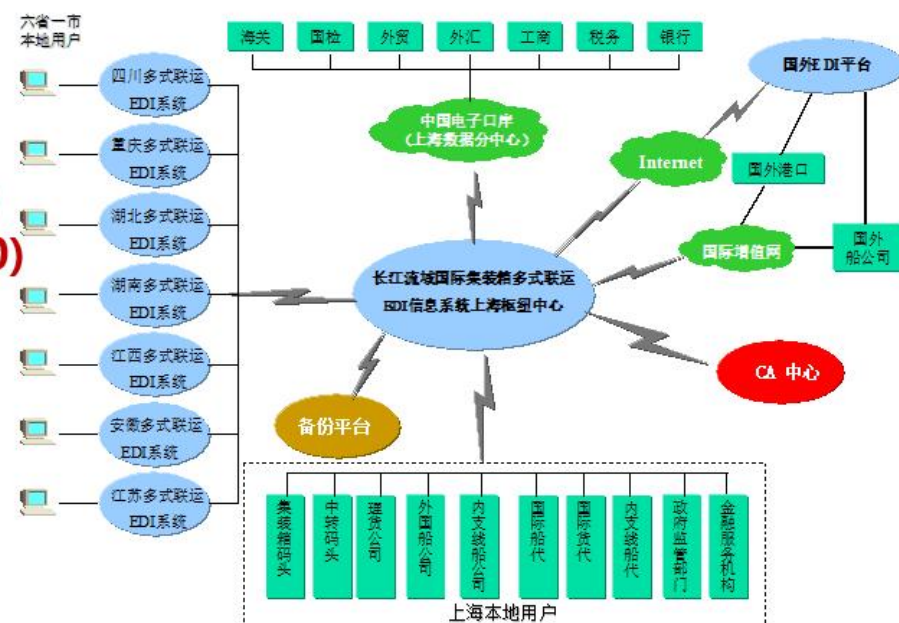 六省一市
本地用户
海关
国检
外贸
外汇
工商
税务
银行
四川多式联运
EDI系统
重庆多式联运
EDI系统
湖北多式联运
EDI系统
0)
湖南多式联运
EDI系统
江西多式联运
EDI系统
安徽多式联运
EDI系统
江苏多式联运
EDI系统
中国电子口岸
（上海数据分中心）
Internet
国外EDI平台
国外港口
国际增值网
国外
船公司
长江流域国际集装箱多式联运
EDI信息系统上海枢纽中心
CA 中心
备份平台
集装箱码头
中转码头
理货公司
外国船公司
内支线船公司
国际船代
国际货代
内支线船代
政府监管部门
金融服务机构
上海本地用户